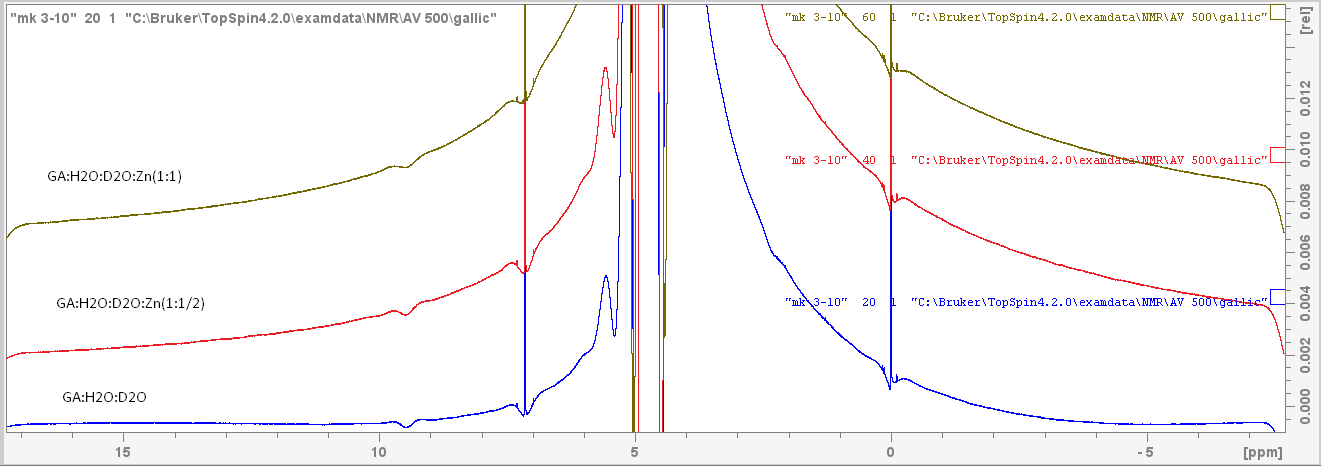 "mk 3-10" 20 1 "C:\Bruker\TopSpin4.2.0\examdata\NMR\AV 500\gallic"
"mk 3-10" 60 1 "C:\Bruker\TopSpin4.2.0\examdata\NMR\AV 500\gallic"
[rel]
0.012
0.010
"mk 3-10" 40 1 "C:\Bruker\TopSpin4.2.0\examdata\NMR\AV 500\gallic"
GA:H2O:D2O:Zn(1:1)
0.008
0.006
GA:H2O:D2O:Zn(1:1/2)
"mk 3-10" 20 1 "C:\Bruker\TopSpin4.2.0\examdata\NMR\AV 500\gallic"
0.004
0.002
GA:H2O:D2O
0.000
15 10 5 0 -5 [ppm]